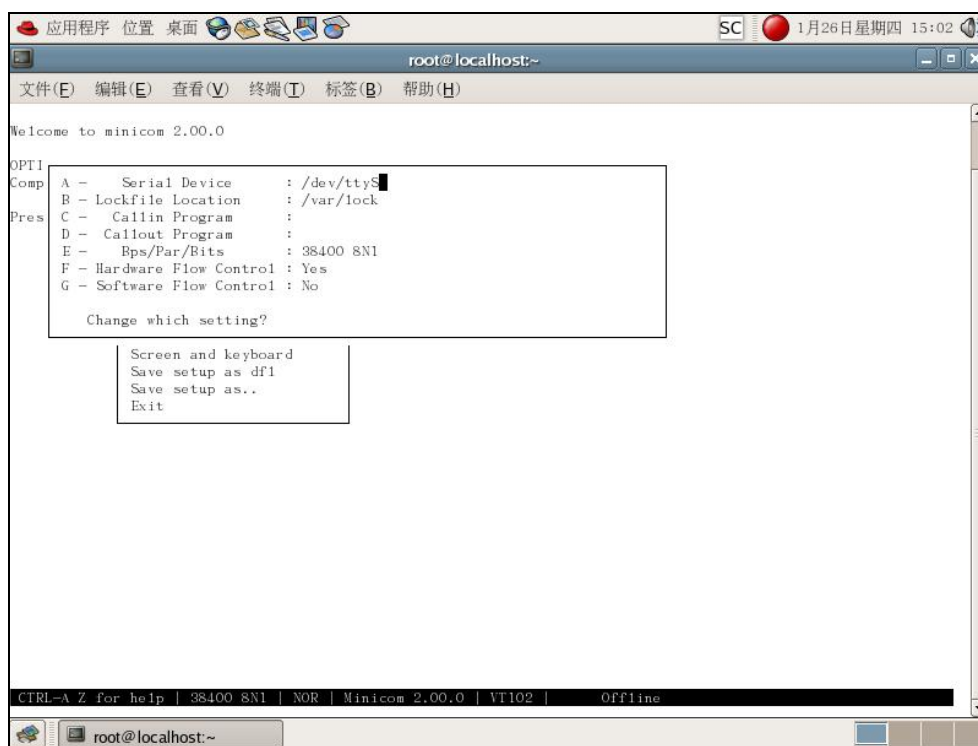 应用程序 位置 桌面 SC 1月26日星期四 15:02
root@localhost:~
文件(F) 编辑(E) 查看(V) 终端(T) 标签(B) 帮助(H)
Welcome to minicom 2.00.0
OPTI
Comp A - Serial Device : /dev/ttyS
B - Lockfile Location : /var/lock
Pres C - Callin Program :
D - Callout Program :
E - Bps/Par/Bits : 38400 8N1
F - Hardware Flow Control : Yes
G - Software Flow Control : No
Change which setting?
Screen and keyboard
Save setup as dfl
Save setup as..
Exit
CTRL-A Z for help | 38400 8N1 | NOR | Minicom 2.00.0 | VT102 | Offline
root@localhost:~